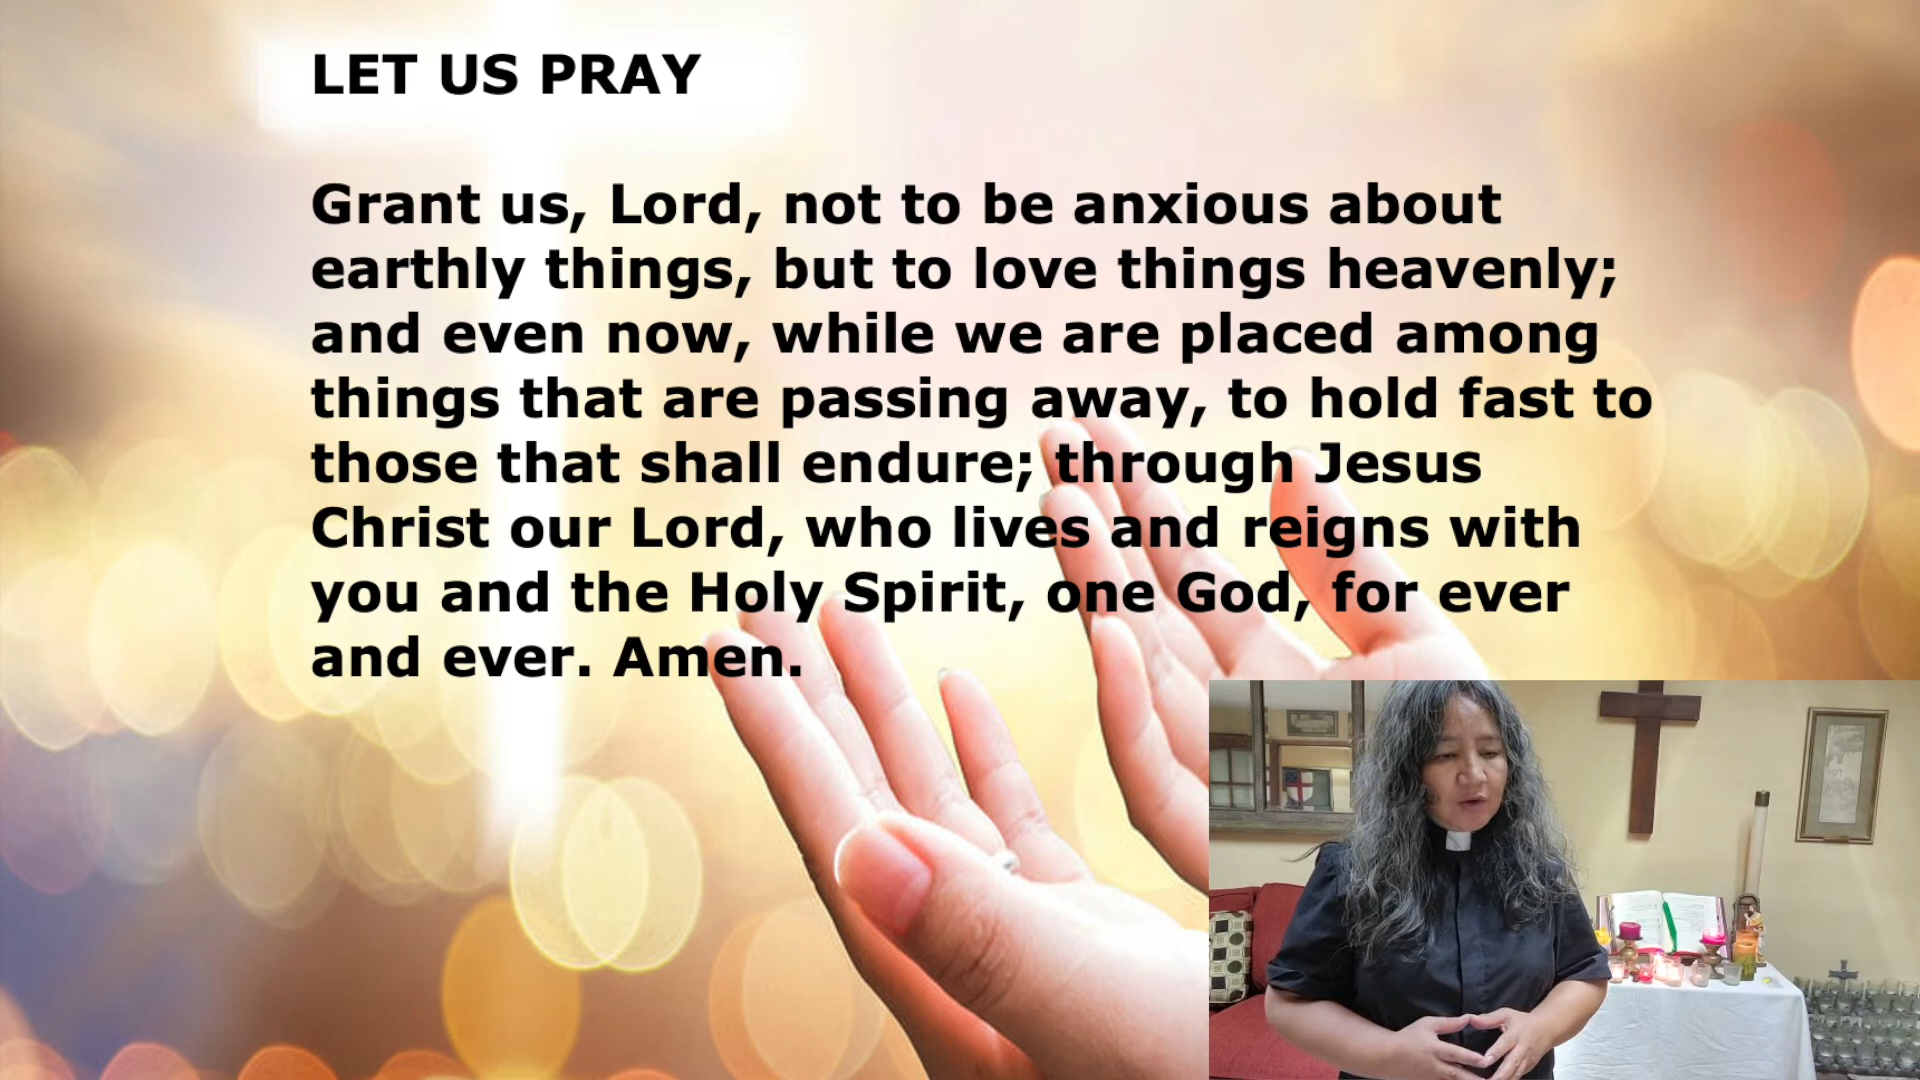 LET US PRAY
Grant us, Lord, not to be anxious about
earthly things, but to love things heavenly;
and even now, while we are placed among
things that are passing away, to hold fast to
those that shall endure; through Jesus
Christ our Lord, who lives and reigns with
you and the Holy Spirit, one God, for ever
and ever. Amen.